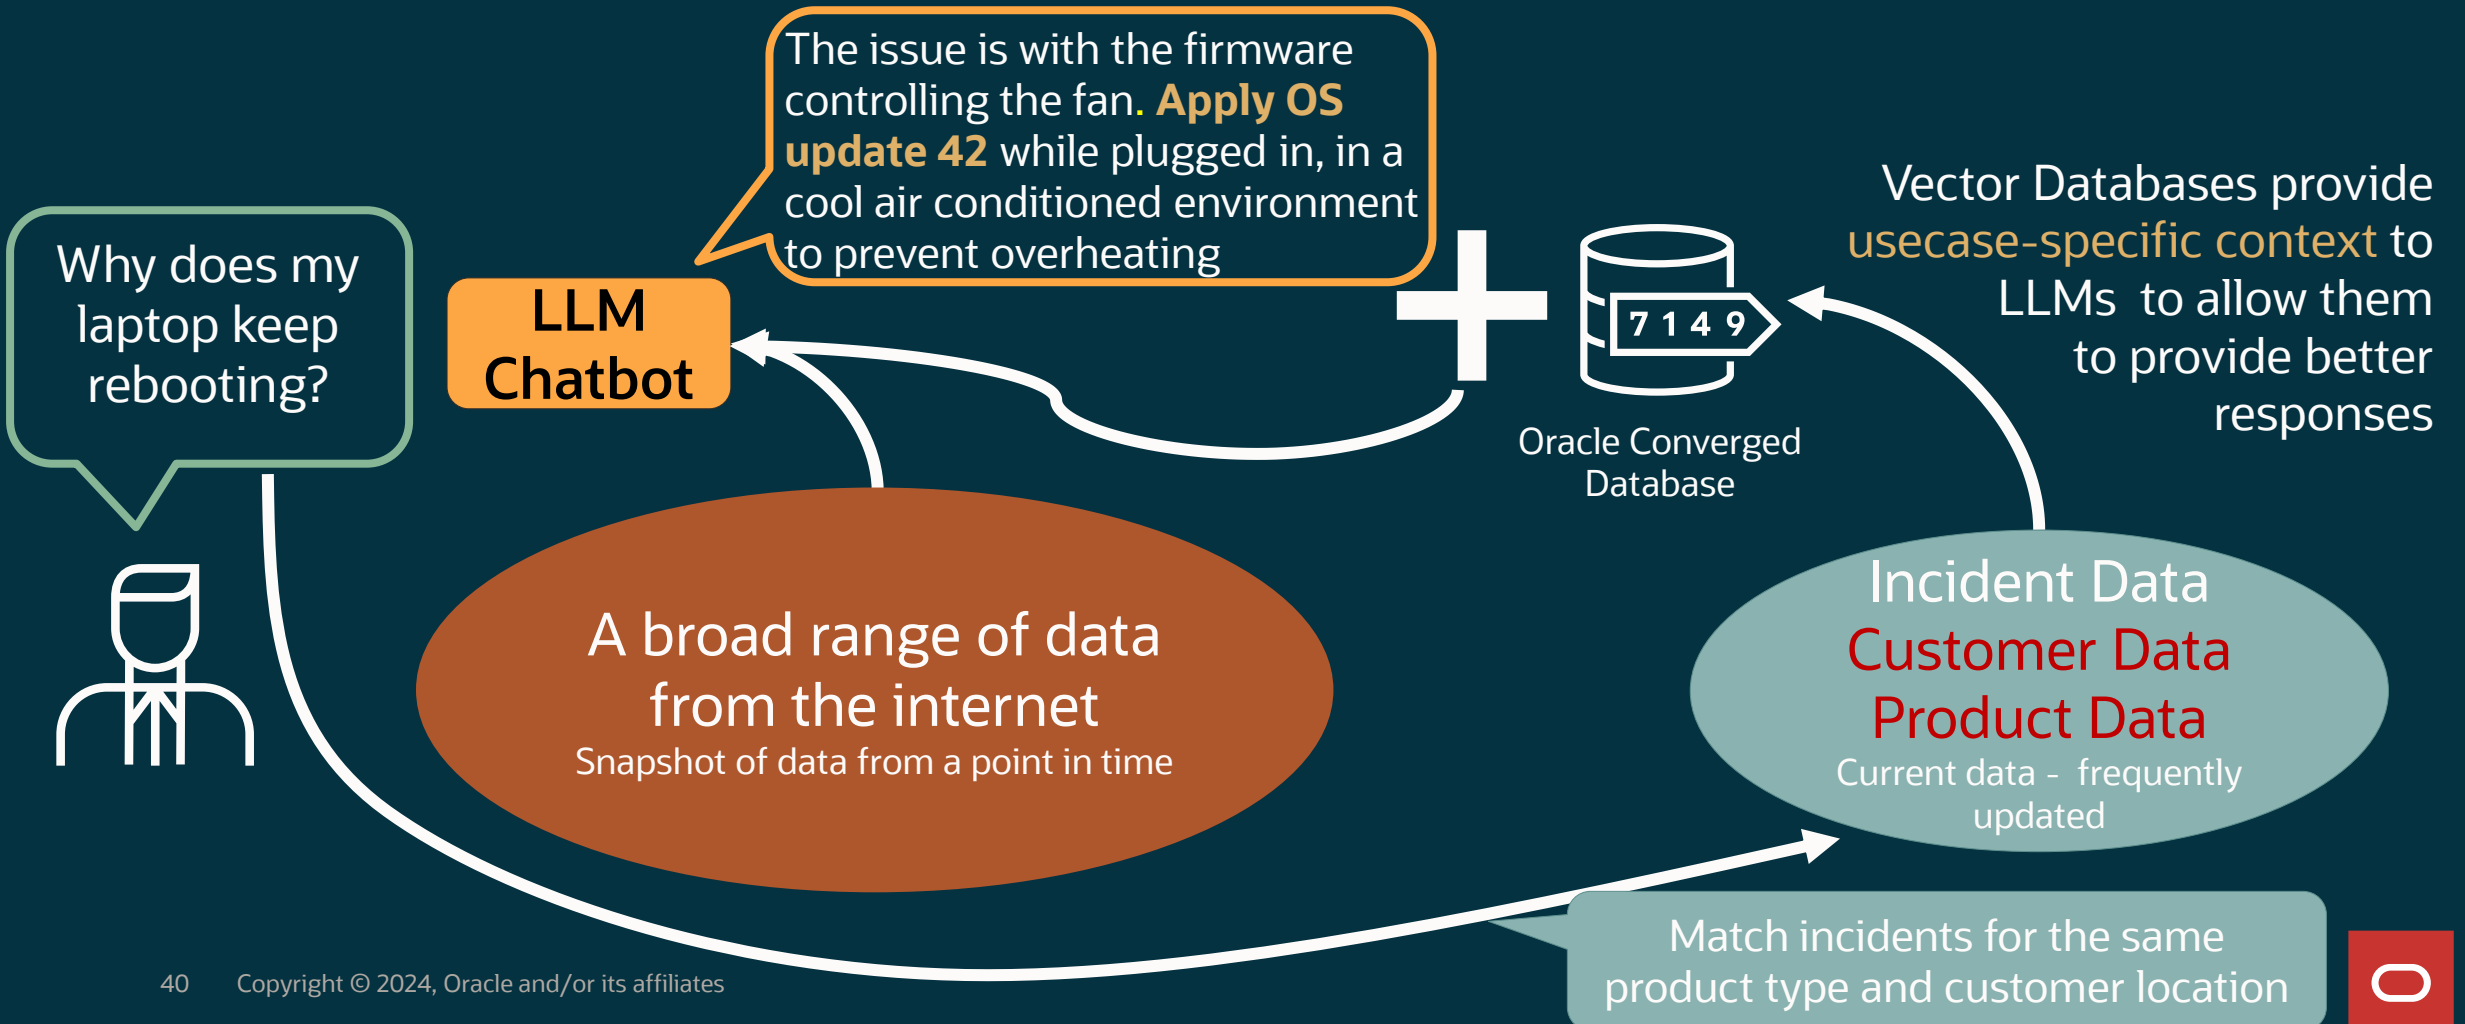 The issue is with the firmware
controlling the fan. Apply OS
update 42 while plugged in, in a
cool air conditioned environment
to prevent overheating
Why does my
laptop keep
rebooting?
LLM
Chatbot
7 1 4 9
Oracle Converged
Database
Vector Databases provide
usecase-specific context to
LLMs to allow them
to provide better
responses
A broad range of data
from the internet
Snapshot of data from a point in time
Incident Data
Customer Data
Product Data
Current data - frequently
updated
Match incidents for the same
product type and customer location
40 Copyright © 2024, Oracle and/or its affiliates